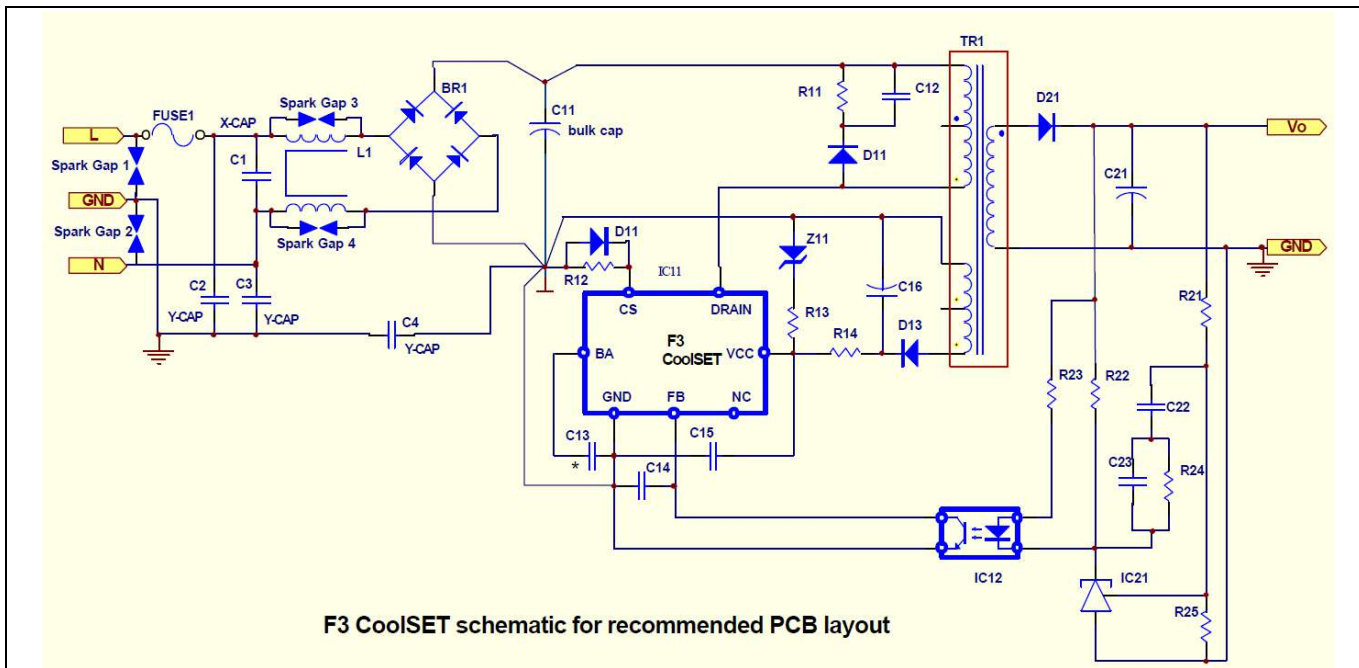 TR1
BR1
R11
C12
D21
Spark Gap 3
C11
bulk cap
FUSE1
X-CAP
L
Vo
L1
C1
D11
Spark Gap 1
C21
GND
Spark Gap 2
Spark Gap 4
D11
Z11
GND
N
IC11
R12
C16
C2
C3
R21
Y-CAP
Y-CAP
CS
DRAIN
R13
C4
D13
Y-CAP
F3
CoolSET
R14
BA
VCC
R23
R22
GND
FB
NC
C22
C13
*
C15
C14
C23
R24
IC12
IC21
R25
F3 CoolSET schematic for recommended PCB layout